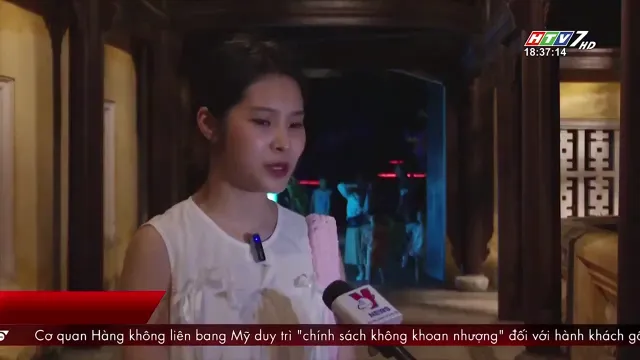 HTV7 HD
18:37:14
NEWS
Cơ quan Hàng không liên bang Mỹ duy trì "chính sách không khoan nhượng" đối với hành khách gâ